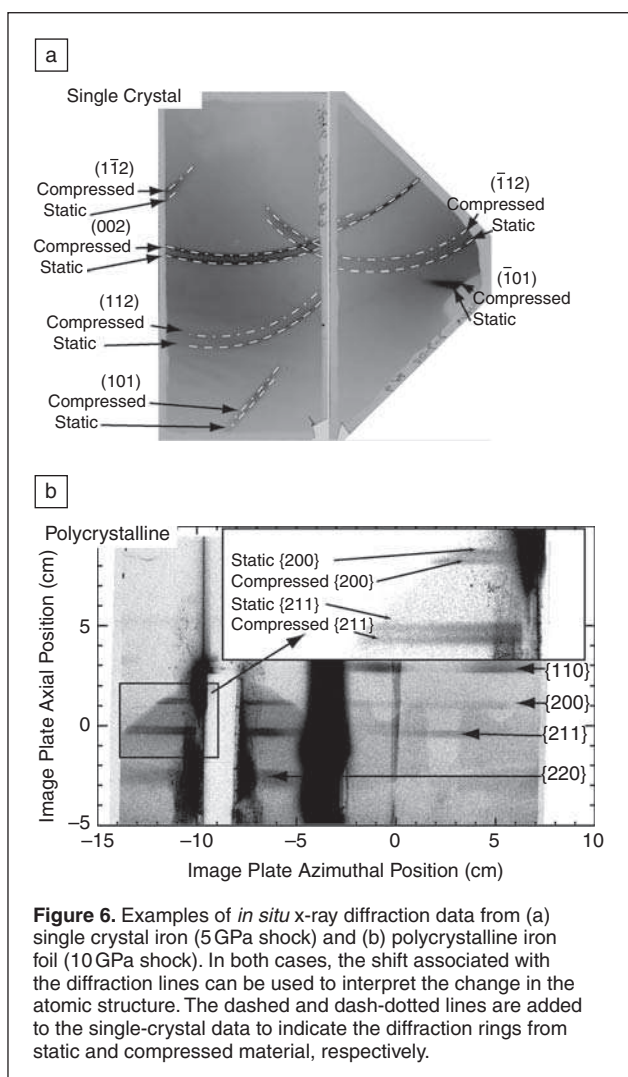 a
Single Crystal
(11̄2)
Compressed
Static
(002)
Compressed
Static
(112)
Compressed
Static
(101)
Compressed
Static
(1̄12)
Compressed
Static
(1̄01)
Compressed
Static
b
Polycrystalline
Static {200}
Compressed {200}
Static {211}
Compressed {211}
{110}
{200}
{211}
{220}
Image Plate Axial Position (cm)
5
0
−5
−15
−10
−5
0
5
10
Image Plate Azimuthal Position (cm)
Figure 6. Examples of in situ x-ray diffraction data from (a)
single crystal iron (5 GPa shock) and (b) polycrystalline iron
foil (10 GPa shock). In both cases, the shift associated with
the diffraction lines can be used to interpret the change in the
atomic structure. The dashed and dash-dotted lines are added
to the single-crystal data to indicate the diffraction rings from
static and compressed material, respectively.